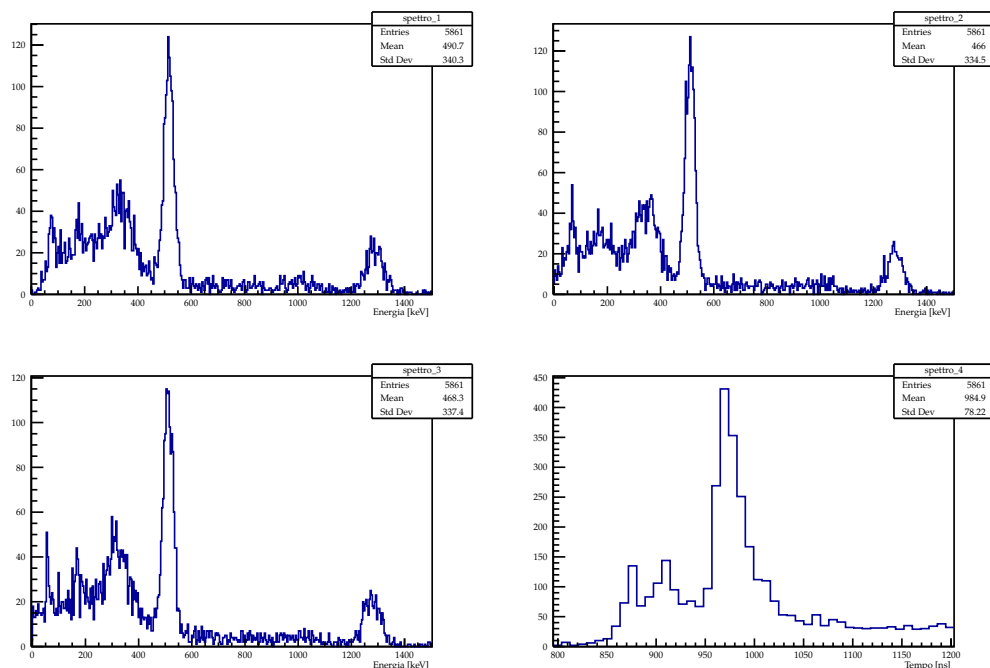 spettro_1
Entries 5861
Mean 490.7
Std Dev 340.3
120
100
80
60
40
20
0
0 200 400 600 800 1000 1200 1400
Energia [keV]
spettro_2
Entries 5861
Mean 466
Std Dev 334.5
120
100
80
60
40
20
0
0 200 400 600 800 1000 1200 1400
Energia [keV]
spettro_3
Entries 5861
Mean 468.3
Std Dev 337.4
120
100
80
60
40
20
0
0 200 400 600 800 1000 1200 1400
Energia [keV]
spettro_4
Entries 5861
Mean 984.9
Std Dev 78.22
450
400
350
300
250
200
150
100
50
0
800 850 900 950 1000 1050 1100 1150 1200
Tempo [ns]